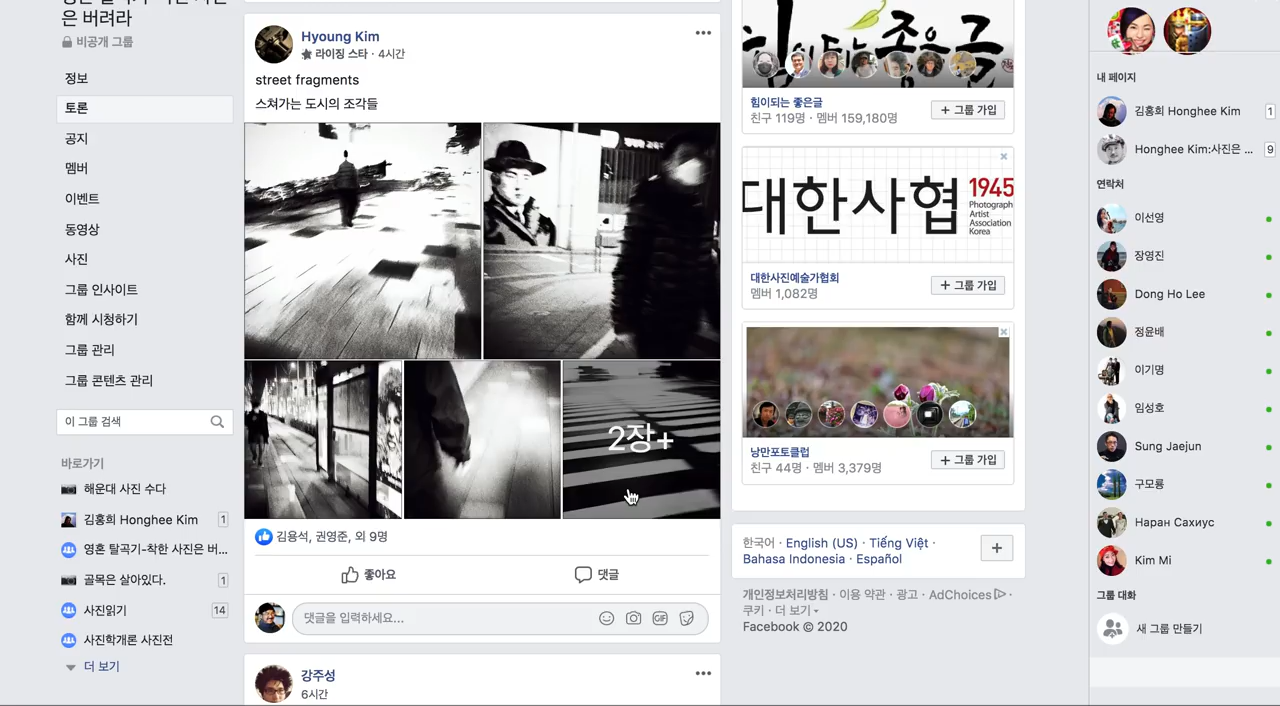 은 버려라
비공개 그룹
정보
토론
공지
멤버
이벤트
동영상
사진
그룹 인사이트
함께 시청하기
그룹 관리
그룹 콘텐츠 관리
이 그룹 검색
바로가기
해운대 사진 수다
김홍희 Honghee Kim 1
영혼 탈곡기-착한 사진은 버...
골목은 살아있다. 1
사진읽기 14
사진학개론 사진전
더 보기
Hyoung Kim
라이징 스타 · 4시간
street fragments
스쳐가는 도시의 조각들
2장+
김용석, 권영준, 외 9명
좋아요
댓글
댓글을 입력하세요...
GIF
강주성
6시간
힘이되는 좋은글
힘이되는 좋은글
친구 119명 · 멤버 159,180명
+ 그룹 가입
대한사협
1945
Photograph
Artist
Association
Korea
대한사진예술가협회
멤버 1,082명
+ 그룹 가입
낭만포토클럽
친구 44명 · 멤버 3,379명
+ 그룹 가입
한국어 · English (US) · Tiếng Việt ·
Bahasa Indonesia · Español
개인정보처리방침 · 이용 약관 · 광고 · AdChoices ·
쿠키 · 더 보기
Facebook © 2020
내 페이지
김홍희 Honghee Kim 1
Honghee Kim:사진은 ... 9
연락처
이선영
장영진
Dong Ho Lee
정윤배
이기명
임성호
Sung Jaejun
구모룡
Наран Сахиус
Kim Mi
그룹 대화
새 그룹 만들기